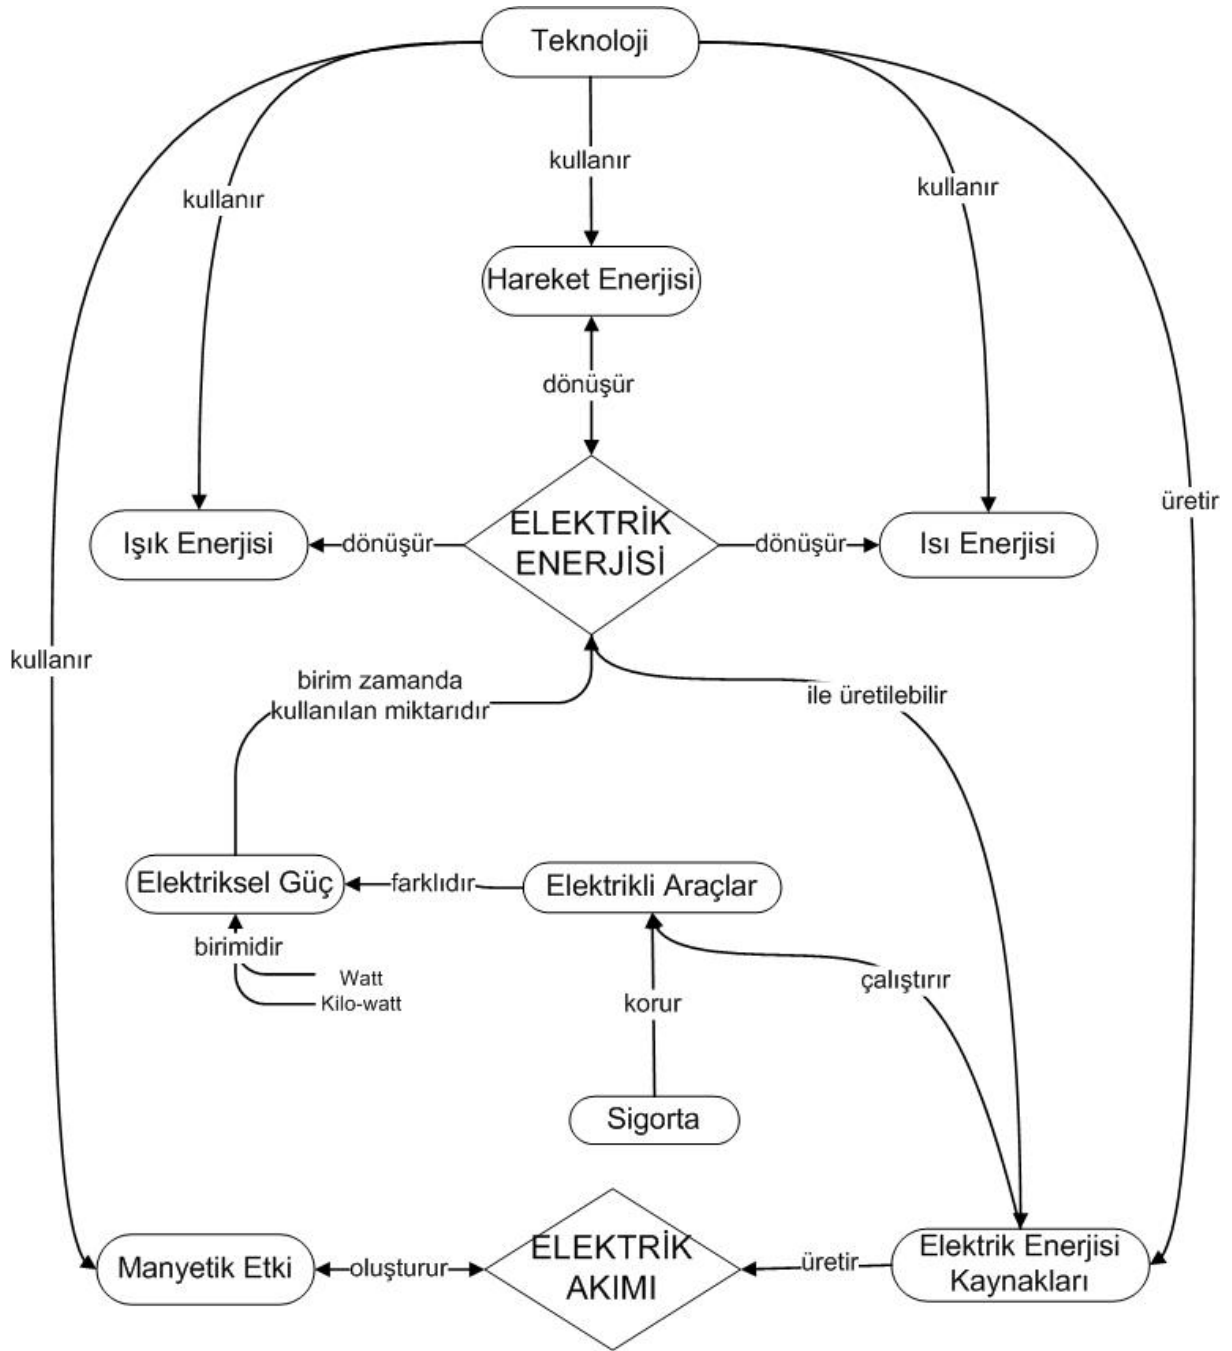 Teknoloji
kullanır
kullanır
kullanır
Hareket Enerjisi
dönüşür
üretir
ELEKTRİK
ENERJİSİ
Işık Enerjisi
dönüşür
dönüşür
Isı Enerjisi
kullanır
birim zamanda
kullanılan miktarıdır
ile üretilebilir
Elektriksel Güç
farklıdır
Elektrikli Araçlar
birimidir
Watt
Kilo-watt
çalıştırır
korur
Sigorta
Manyetik Etki
oluşturur
ELEKTRİK
AKIMI
üretir
Elektrik Enerjisi
Kaynakları